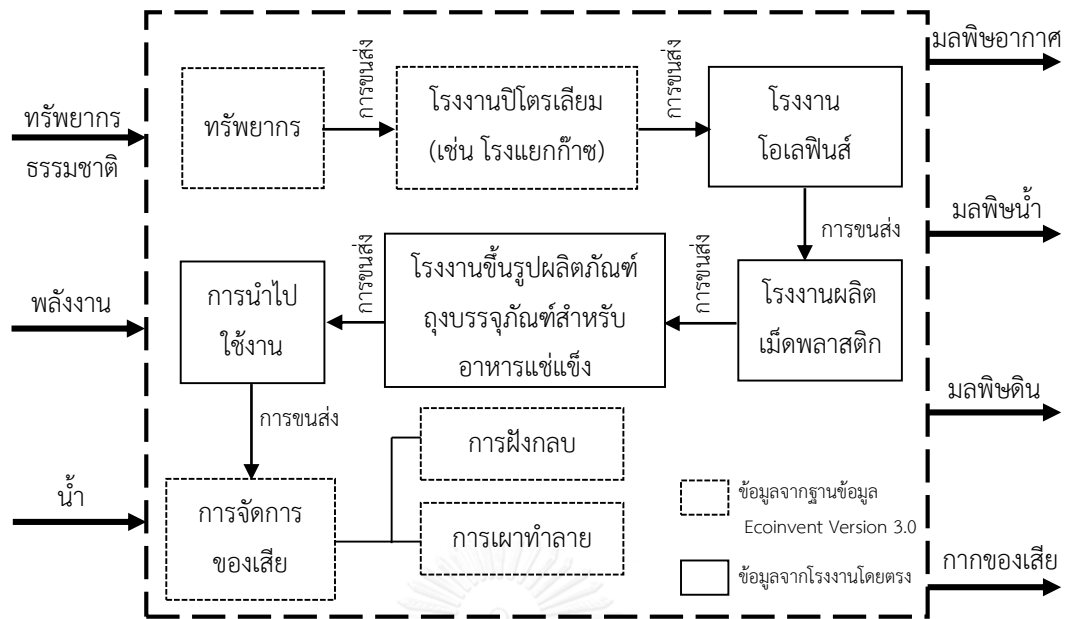 ทรัพยากร
ธรรมชาติ
พลังงาน
น้ำ
ทรัพยากร
การขนส่ง
โรงงานปิโตรเลียม
(เช่น โรงแยกก๊าซ)
การขนส่ง
โรงงาน
โอเลฟินส์
การขนส่ง
โรงงานผลิต
เม็ดพลาสติก
การขนส่ง
โรงงานขึ้นรูปผลิตภัณฑ์
ถุงบรรจุภัณฑ์สำหรับ
อาหารแช่แข็ง
การขนส่ง
การนำไป
ใช้งาน
การขนส่ง
การจัดการ
ของเสีย
การฝังกลบ
การเผาทำลาย
ข้อมูลจากฐานข้อมูล
Ecoinvent Version 3.0
ข้อมูลจากโรงงานโดยตรง
มลพิษอากาศ
มลพิษน้ำ
มลพิษดิน
กากของเสีย